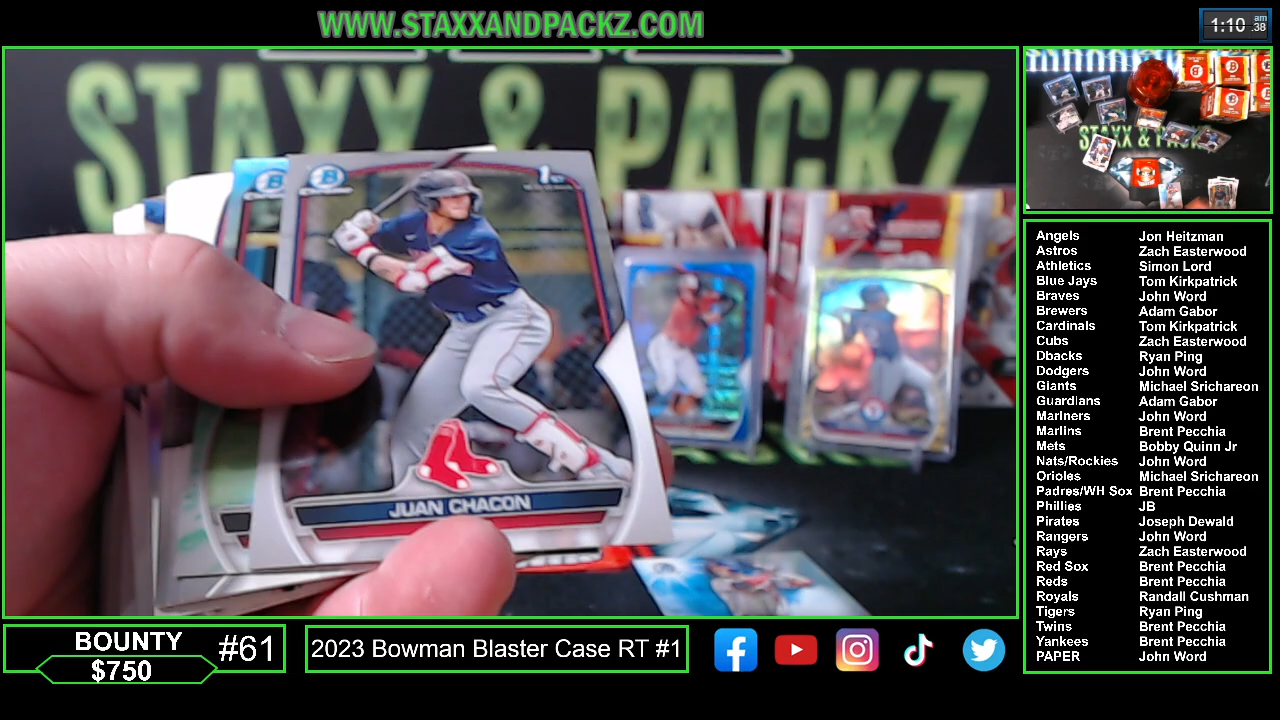 WWW.STAXXANDPACKZ.COM
1:10 am .38
STAXX & PACKZ
STAXX & PACKZ
B
1st
JUAN CHACON
Angels Jon Heitzman
Astros Zach Easterwood
Athletics Simon Lord
Blue Jays Tom Kirkpatrick
Braves John Word
Brewers Adam Gabor
Cardinals Tom Kirkpatrick
Cubs Zach Easterwood
Dbacks Ryan Ping
Dodgers John Word
Giants Michael Srichareon
Guardians Adam Gabor
Mariners John Word
Marlins Brent Pecchia
Mets Bobby Quinn Jr
Nats/Rockies John Word
Orioles Michael Srichareon
Padres/WH Sox Brent Pecchia
Phillies JB
Pirates Joseph Dewald
Rangers John Word
Rays Zach Easterwood
Red Sox Brent Pecchia
Reds Brent Pecchia
Royals Randall Cushman
Tigers Ryan Ping
Twins Brent Pecchia
Yankees Brent Pecchia
PAPER John Word
BOUNTY
$750
#61
2023 Bowman Blaster Case RT #1